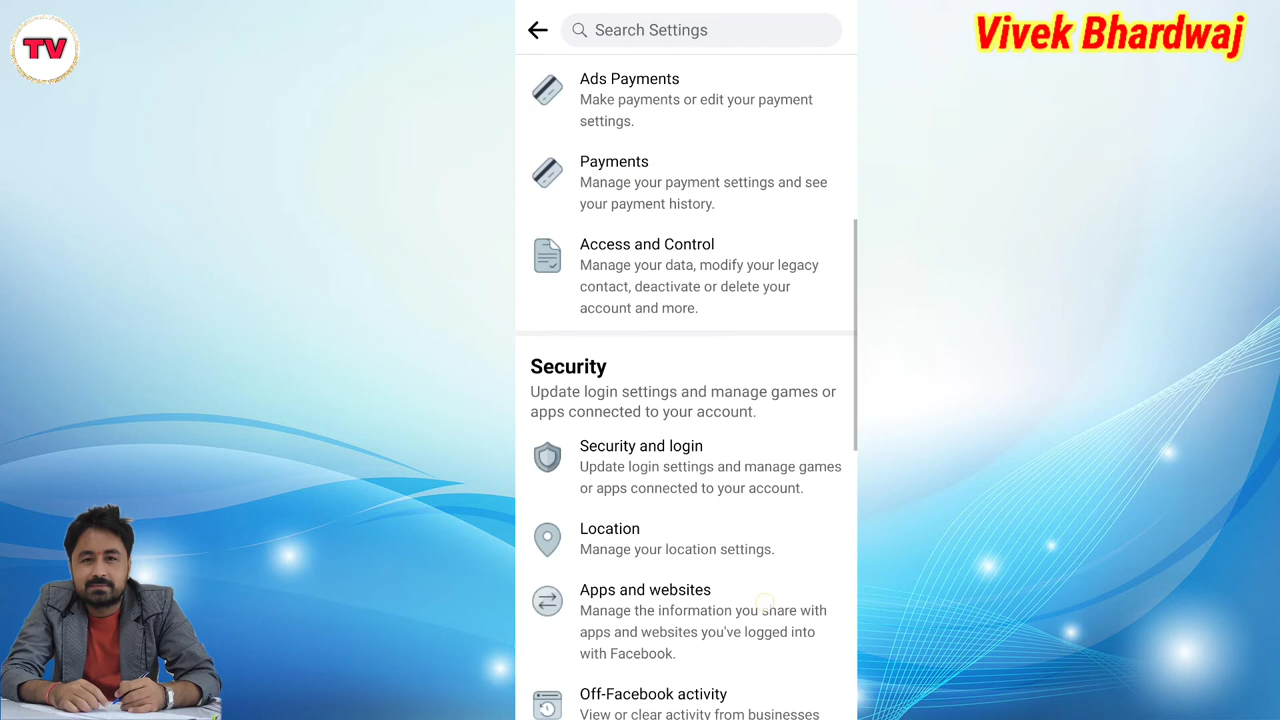 TV
Vivek Bhardwaj
Search Settings
Ads Payments
Make payments or edit your payment
settings.
Payments
Manage your payment settings and see
your payment history.
Access and Control
Manage your data, modify your legacy
contact, deactivate or delete your
account and more.
Security
Update login settings and manage games or
apps connected to your account.
Security and login
Update login settings and manage games
or apps connected to your account.
Location
Manage your location settings.
Apps and websites
Manage the information you share with
apps and websites you've logged into
with Facebook.
Off-Facebook activity
View or clear activity from businesses